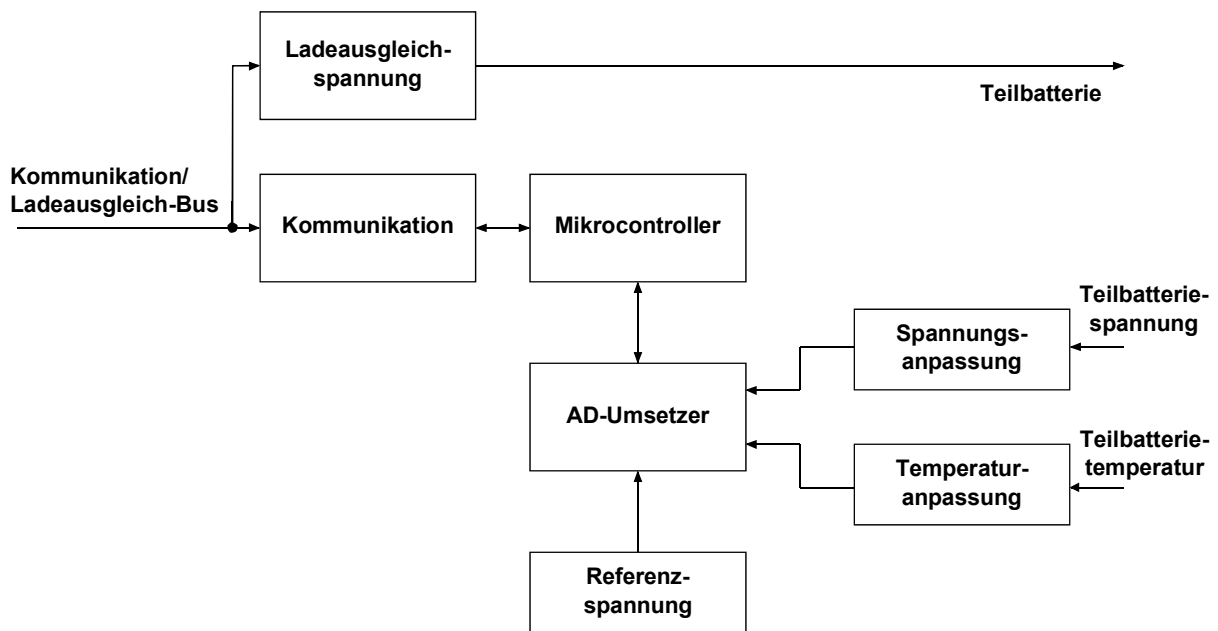 Ladeausgleich-
spannung
Teilbatterie
Kommunikation/
Ladeausgleich-Bus
Kommunikation
Mikrocontroller
Teilbatterie-
spannung
Spannungs-
anpassung
AD-Umsetzer
Teilbatterie-
temperatur
Temperatur-
anpassung
Referenz-
spannung